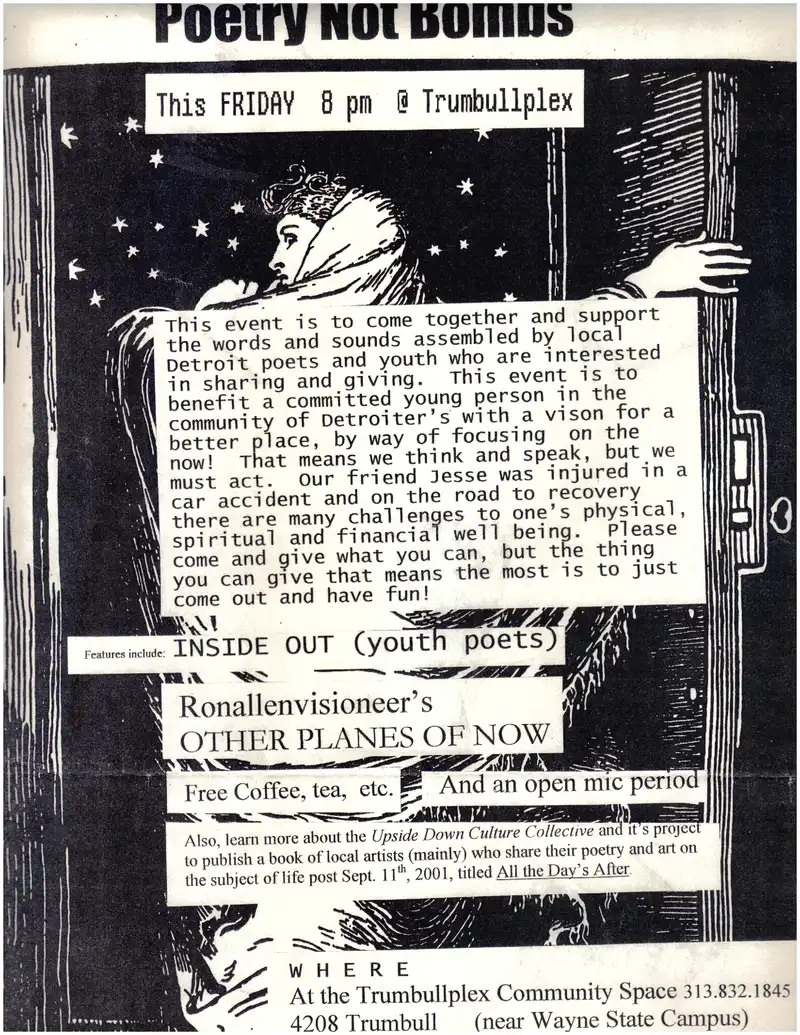 Poetry Not Bombs
This FRIDAY 8 pm @ Trumbullplex
This event is to come together and support
the words and sounds assembled by local
Detroit poets and youth who are interested
in sharing and giving. This event is to
benefit a committed young person in the
community of Detroiter's with a vison for a
better place, by way of focusing on the
now! That means we think and speak, but we
must act. Our friend Jesse was injured in a
car accident and on the road to recovery
there are many challenges to one's physical,
spiritual and financial well being. Please
come and give what you can, but the thing
you can give that means the most is to just
come out and have fun!
Features include: INSIDE OUT (youth poets)
Ronallenvisioneer's
OTHER PLANES OF NOW
Free Coffee, tea, etc. And an open mic period
Also, learn more about the Upside Down Culture Collective and it's project
to publish a book of local artists (mainly) who share their poetry and art on
the subject of life post Sept. 11th, 2001, titled All the Day's After.
WHERE
At the Trumbullplex Community Space 313.832.1845
4208 Trumbull (near Wayne State Campus)